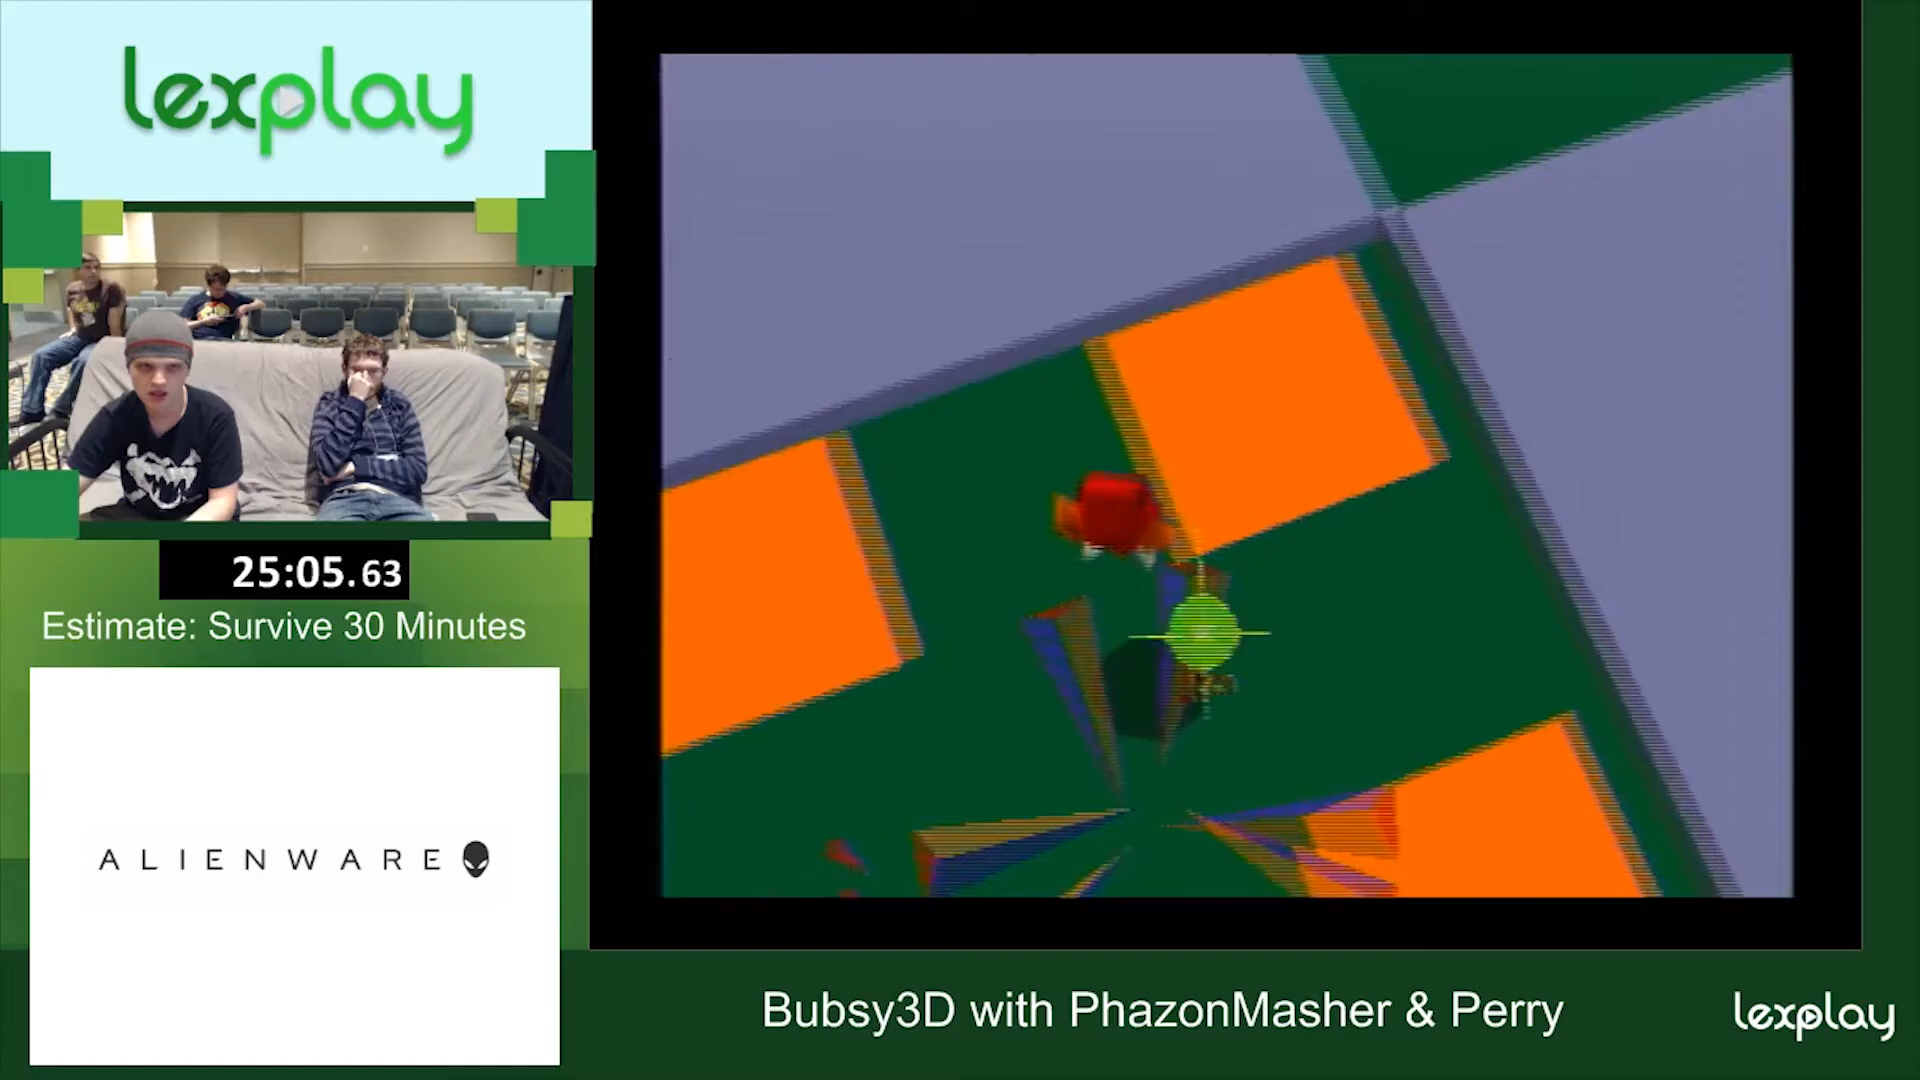 lexplay
25:05.63
Estimate: Survive 30 Minutes
ALIENWARE
Bubsy3D with PhazonMasher & Perry
lexplay